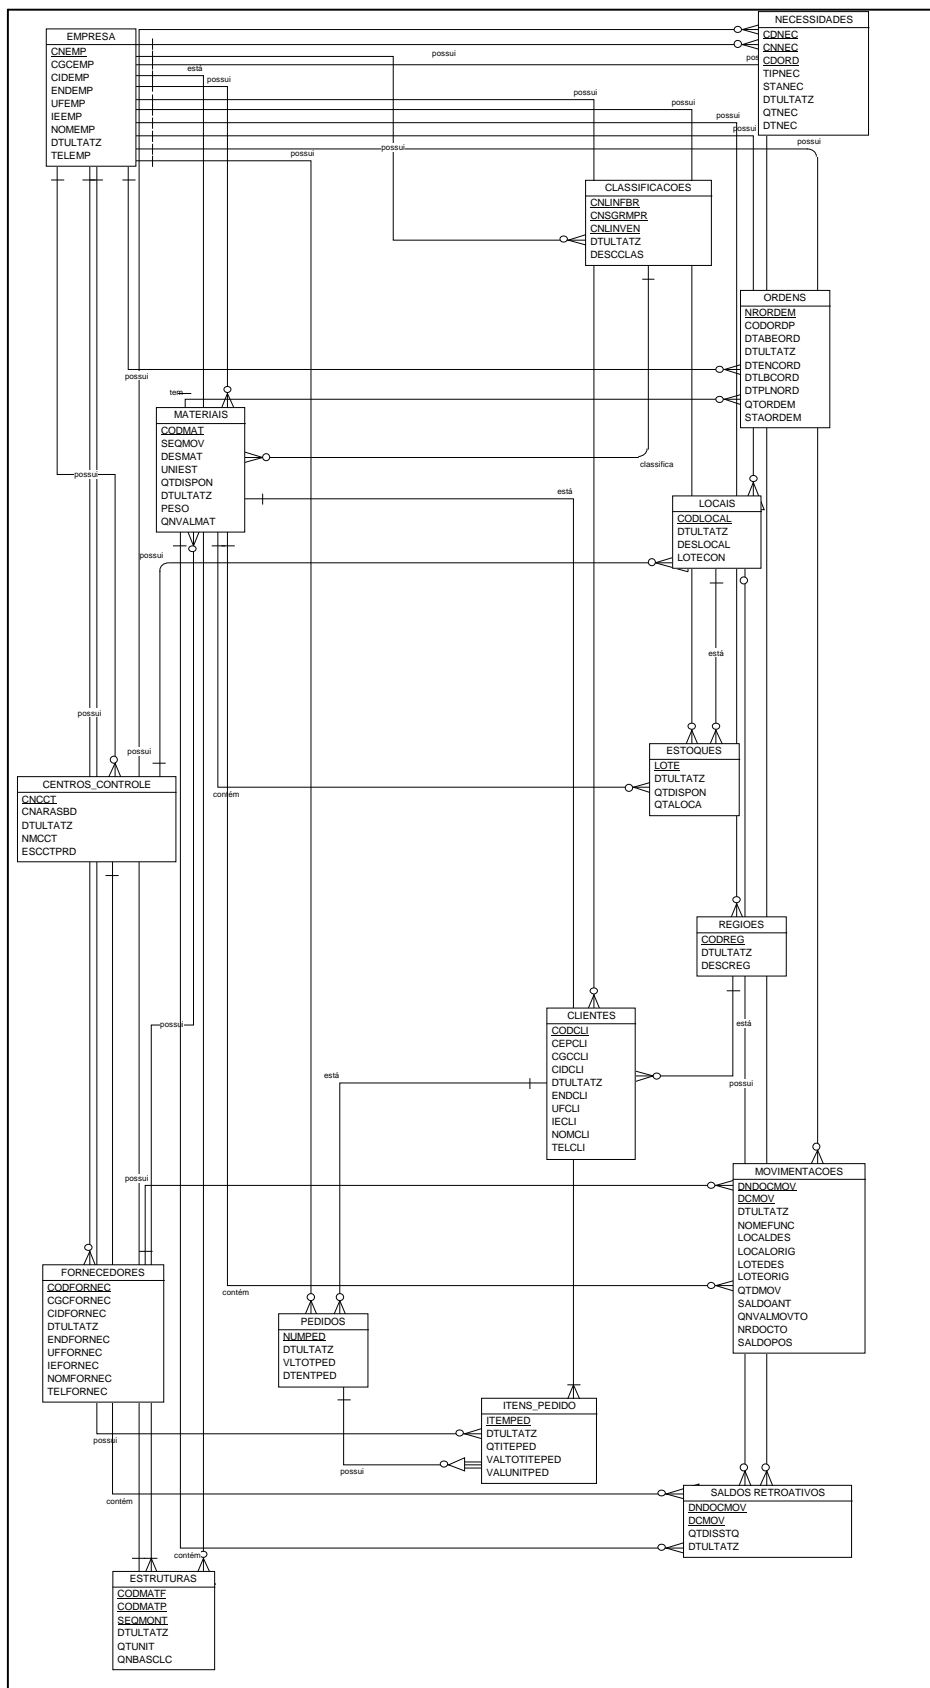 NECESSIDADES
CDNEC
CNNEC
CDORD
TIPNEC
STANEC
DTULTATZ
QTNEC
DTNEC
EMPRESA
CNEMP
CGCEMP
CIDEMP
ENDEMP
UFEMP
IEEMP
NOMEMP
DTULTATZ
TELEMP
possui
está
possui
possui
possui
possui
possui
possui
possui
CLASSIFICACOES
CNLINFBR
CNSGRMPR
CNLINVEN
DTULTATZ
DESCCLAS
ORDENS
NRORDEM
CODORDP
DTABEORD
DTULTATZ
DTENCORD
DTLBCORD
DTPLNORD
QTORDEM
STAORDEM
possui
tem
MATERIAIS
CODMAT
SEQMOV
DESMAT
UNIEST
QTDISPON
DTULTATZ
PESO
QNVALMAT
classifica
possui
está
LOCAIS
CODLOCAL
DTULTATZ
DESLOCAL
LOTECON
possui
está
possui
possui
ESTOQUES
LOTE
DTULTATZ
QTDISPON
QTALOCA
CENTROS_CONTROLE
CNCCT
CNARASBD
DTULTATZ
NMCCT
ESCCTPRD
contém
REGIOES
CODREG
DTULTATZ
DESCREG
CLIENTES
CODCLI
CEPCLI
CGCCLI
CIDCLI
DTULTATZ
ENDCLI
UFCLI
IECLI
NOMCLI
TELCLI
possui
está
possui
está
MOVIMENTACOES
DNDOCMOV
DCMOV
DTULTATZ
NOMEFUNC
LOCALDES
LOCALORIG
LOTEDES
LOTEORIG
QTDMOV
SALDOANT
QNVALMOVTO
NRDOCTO
SALDOPOS
possui
FORNECEDORES
CODFORNEC
CGCFORNEC
CIDFORNEC
DTULTATZ
ENDFORNEC
UFFORNEC
IEFORNEC
NOMFORNEC
TELFORNEC
contém
PEDIDOS
NUMPED
DTULTATZ
VLTOTPED
DTENTPED
ITENS_PEDIDO
ITEMPED
DTULTATZ
QTITEPED
VALTOTITEPED
VALUNITPED
possui
possui
SALDOS RETROATIVOS
DNDOCMOV
DCMOV
QTDISSTQ
DTULTATZ
contém
contém
ESTRUTURAS
CODMATF
CODMATP
SEQMONT
DTULTATZ
QTUNIT
QNBASCLC